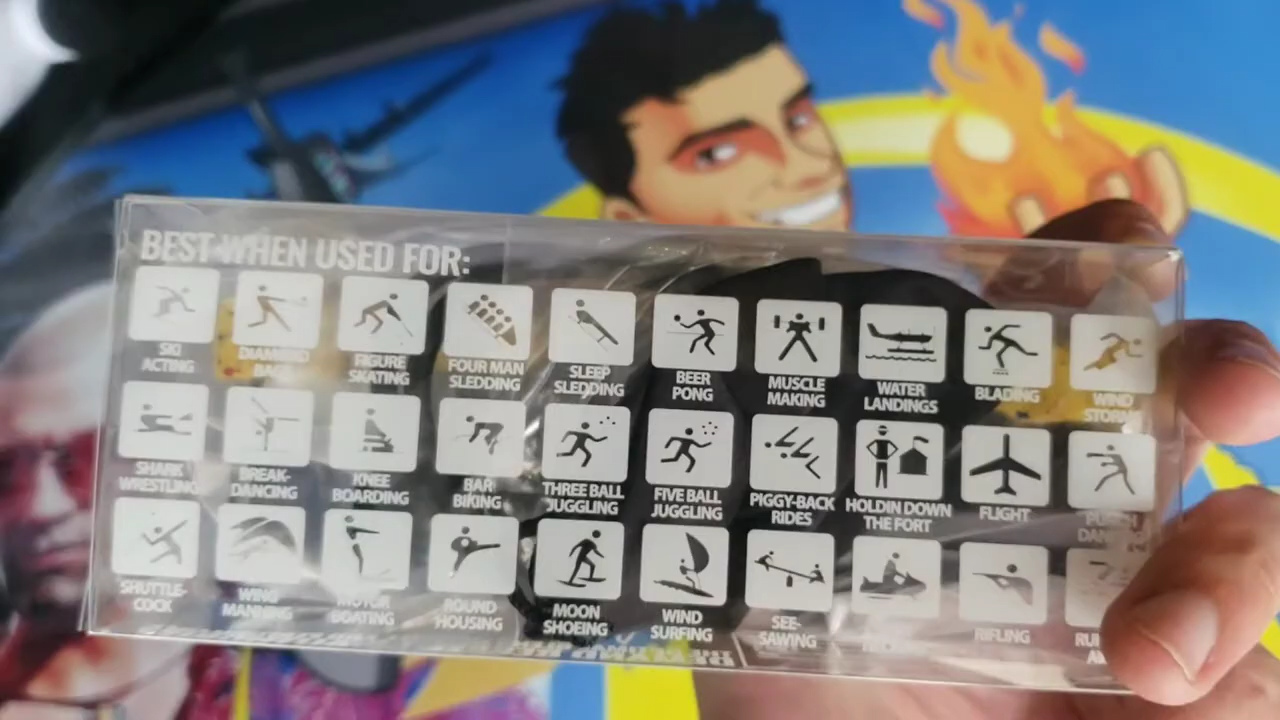 BEST WHEN USED FOR:
SKI
ACTING
DIAMOND
FIGURE
SKATING
FOUR MAN
SLEDDING
SLEEP
SLEDDING
BEER
PONG
MUSCLE
MAKING
WATER
LANDINGS
BLADING
WIND
STORM
SHARK
WRESTLING
BREAK-
DANCING
KNEE
BOARDING
BAR
BIKING
THREE BALL
JUGGLING
FIVE BALL
JUGGLING
PIGGY-BACK
RIDES
HOLDIN DOWN
THE FORT
FLIGHT
SHUTTLE-
COCK
WING
MANNING
MOTOR
BOATING
ROUND
HOUSING
MOON
SHOEING
WIND
SURFING
SEE-
SAWING
RIFLING